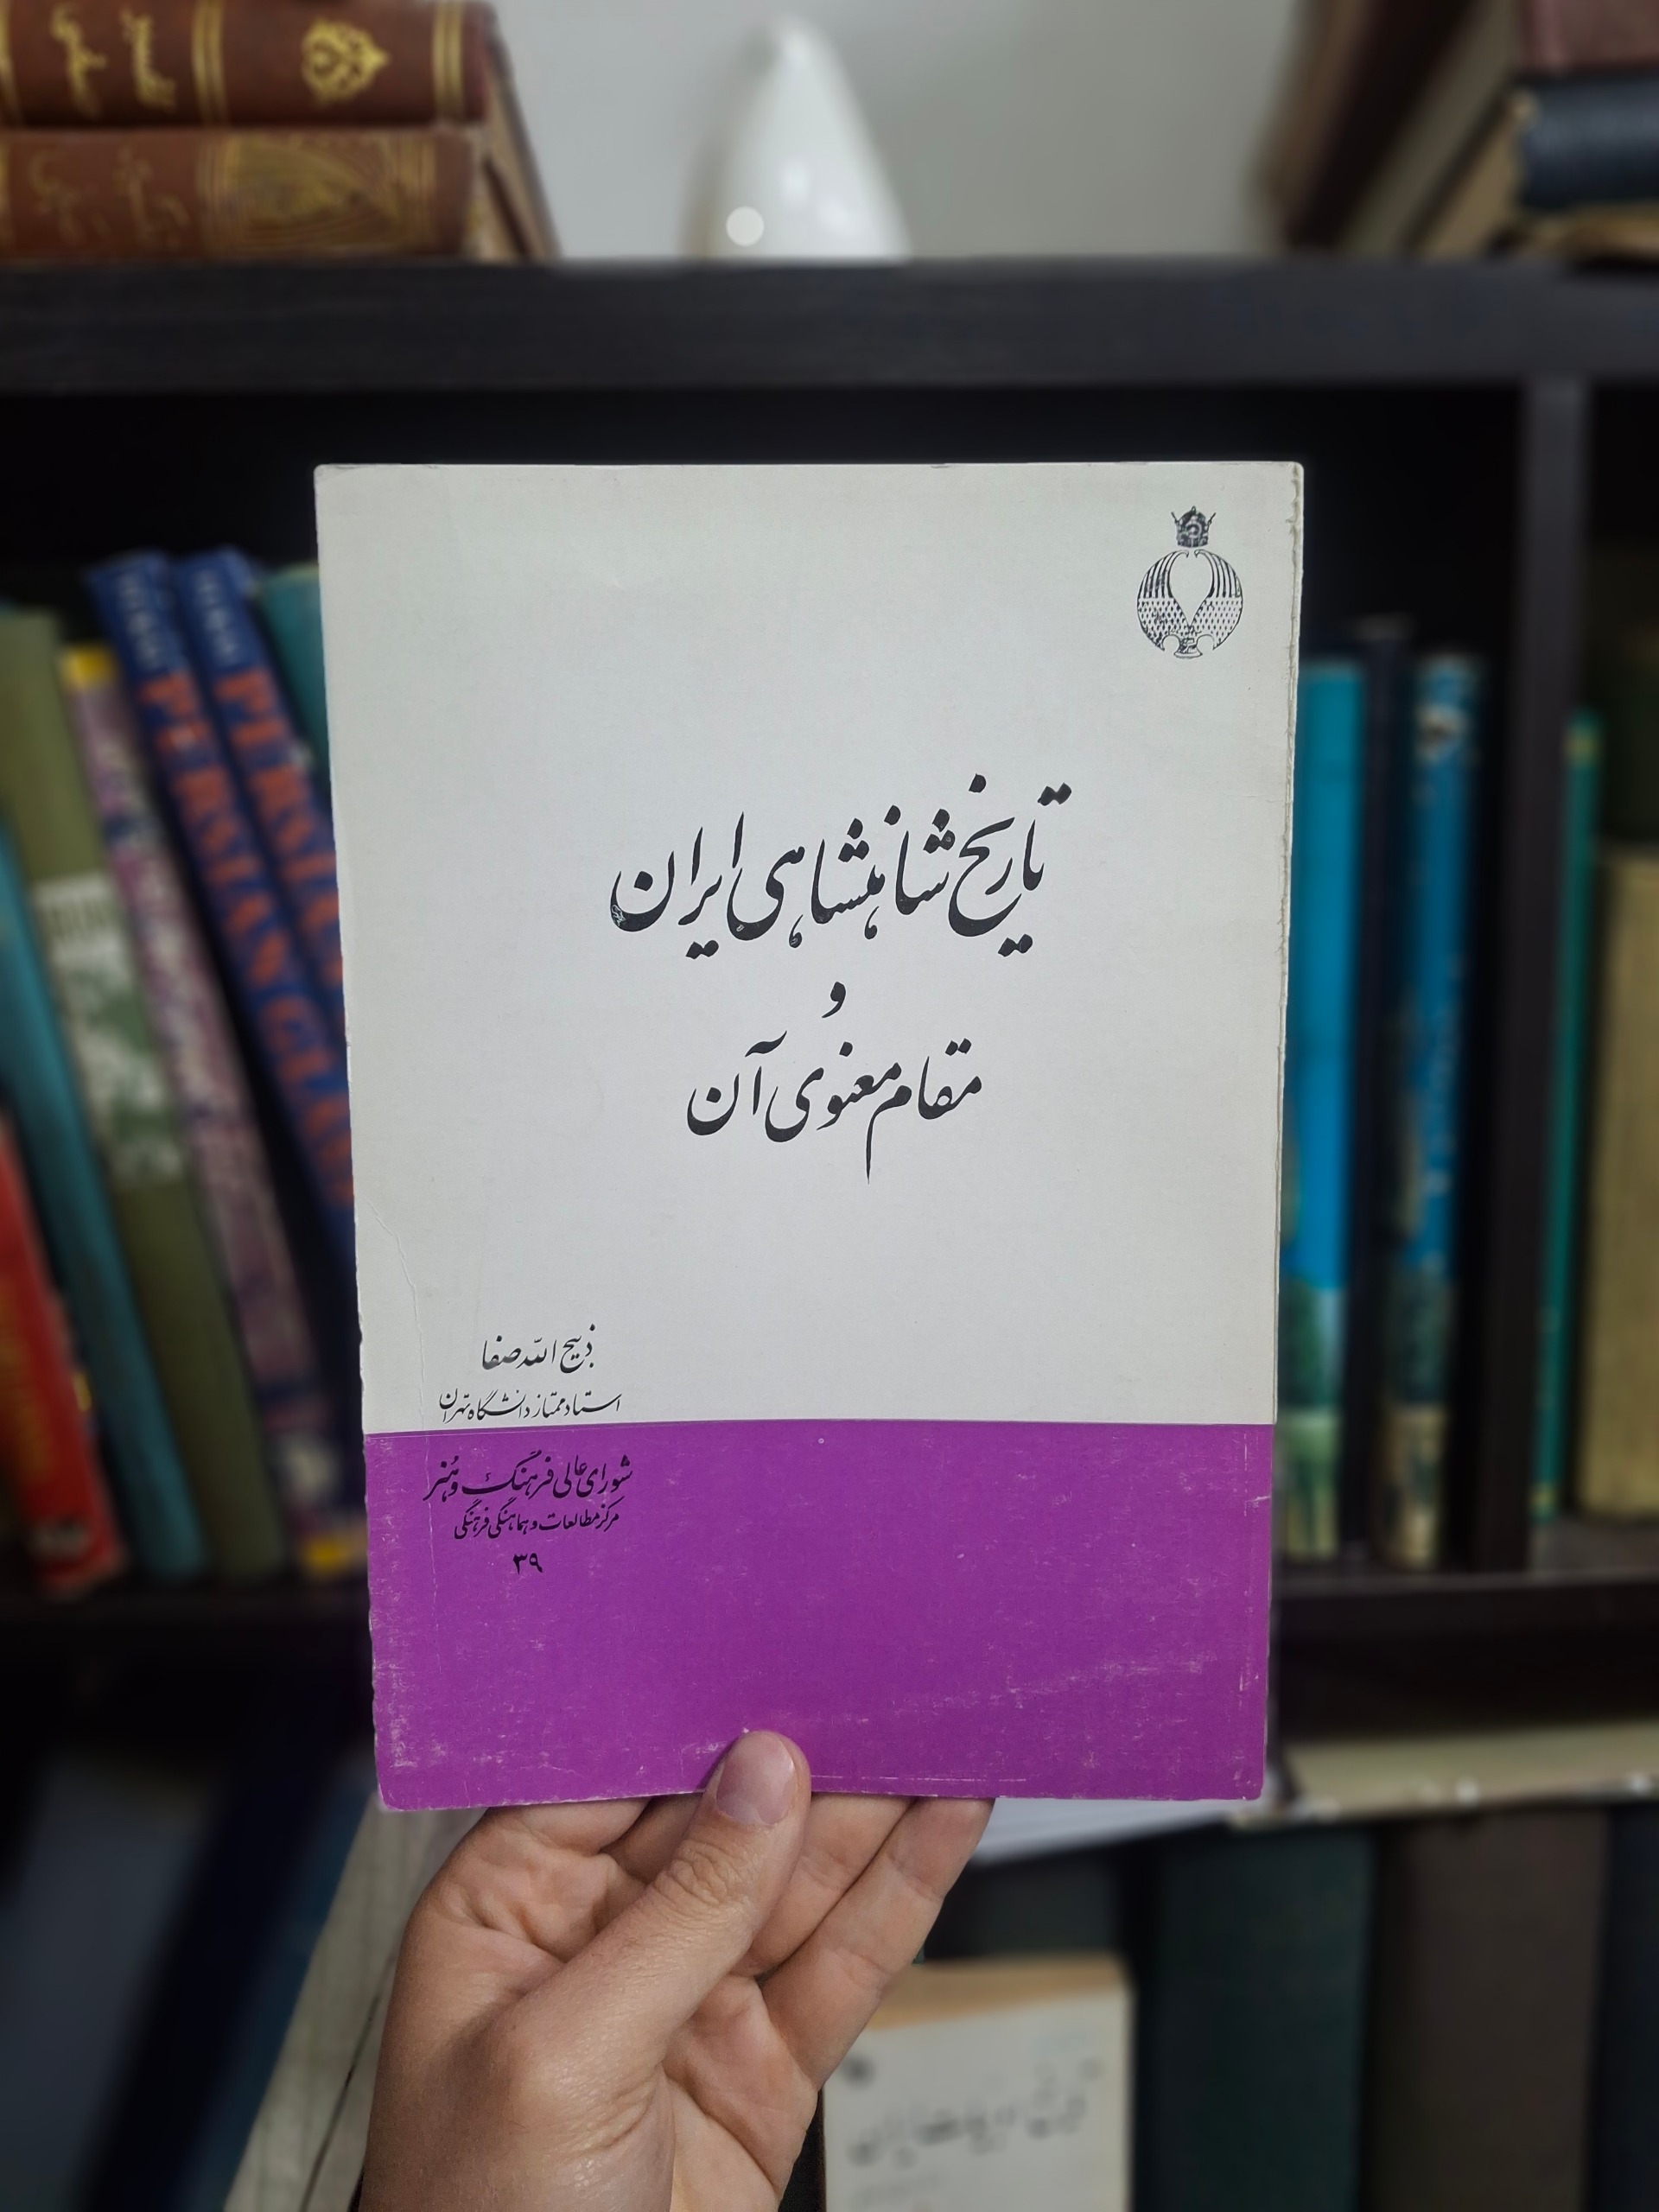 تاریخ شاهنشاهی ایران
و
مقام معنوی آن
ذبیح الله صفا
استاد ممتاز دانشگاه تهران
شورای عالی فرهنگ و هنر
مرکز مطالعات و هماهنگی فرهنگی
۳۹